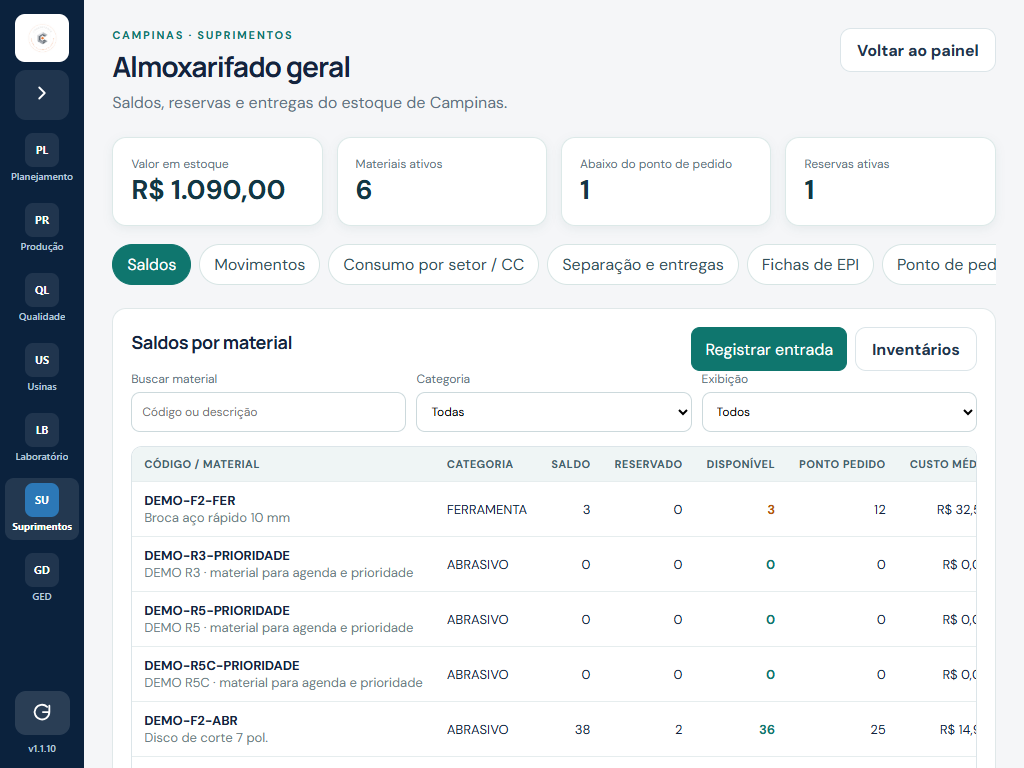 CAMPINAS · SUPRIMENTOS
Almoxarifado geral
Saldos, reservas e entregas do estoque de Campinas.
Voltar ao painel
PL
Planejamento
PR
Produção
QL
Qualidade
US
Usinas
LB
Laboratório
SU
Suprimentos
GED
GD
v1.1.10
Valor em estoque
R$ 1.090,00
Materiais ativos
6
Abaixo do ponto de pedido
1
Reservas ativas
1
Saldos
Movimentos
Consumo por setor / CC
Separação e entregas
Fichas de EPI
Ponto de ped
Saldos por material
Registrar entrada
Inventários
Buscar material
Categoria
Exibição
Código ou descrição
Todas
Todos
CÓDIGO / MATERIAL CATEGORIA SALDO RESERVADO DISPONÍVEL PONTO PEDIDO CUSTO MÉD
DEMO-F2-FER
Broca aço rápido 10 mm
FERRAMENTA 3 0 3 12 R$ 32,5
DEMO-R3-PRIORIDADE
DEMO R3 · material para agenda e prioridade
ABRASIVO 0 0 0 0 R$ 0,0
DEMO-R5-PRIORIDADE
DEMO R5 · material para agenda e prioridade
ABRASIVO 0 0 0 0 R$ 0,0
DEMO-R5C-PRIORIDADE
DEMO R5C · material para agenda e prioridade
ABRASIVO 0 0 0 0 R$ 0,0
DEMO-F2-ABR
Disco de corte 7 pol.
ABRASIVO 38 2 36 25 R$ 14,9